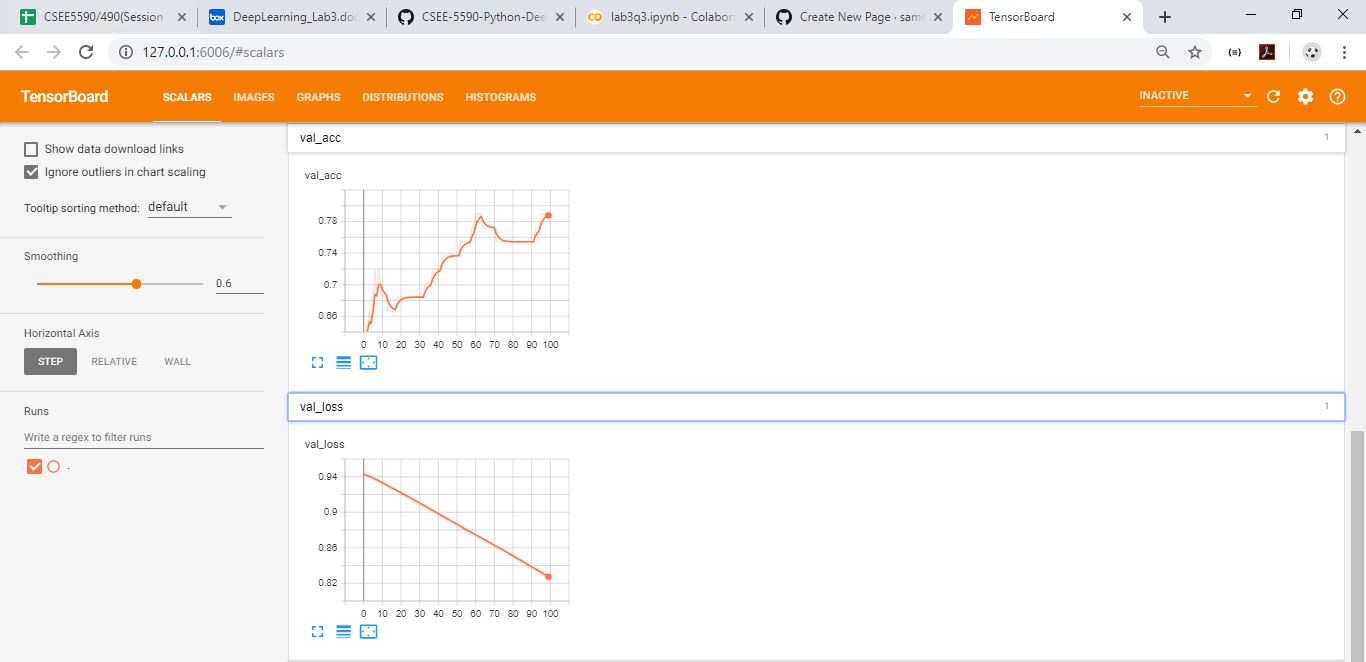 CSEE5590/490(Session
DeepLearning_Lab3.doc
CSEE-5590-Python-Dee
lab3q3.ipynb - Colabora
Create New Page · same
TensorBoard
127.0.0.1:6006/#scalars
TensorBoard
SCALARS
IMAGES
GRAPHS
DISTRIBUTIONS
HISTOGRAMS
INACTIVE
Show data download links
Ignore outliers in chart scaling
Tooltip sorting method: default
Smoothing
0.6
Horizontal Axis
STEP
RELATIVE
WALL
Runs
Write a regex to filter runs
.
val_acc
1
val_acc
0.78
0.74
0.7
0.66
0 10 20 30 40 50 60 70 80 90 100
val_loss
1
val_loss
0.94
0.9
0.86
0.82
0 10 20 30 40 50 60 70 80 90 100